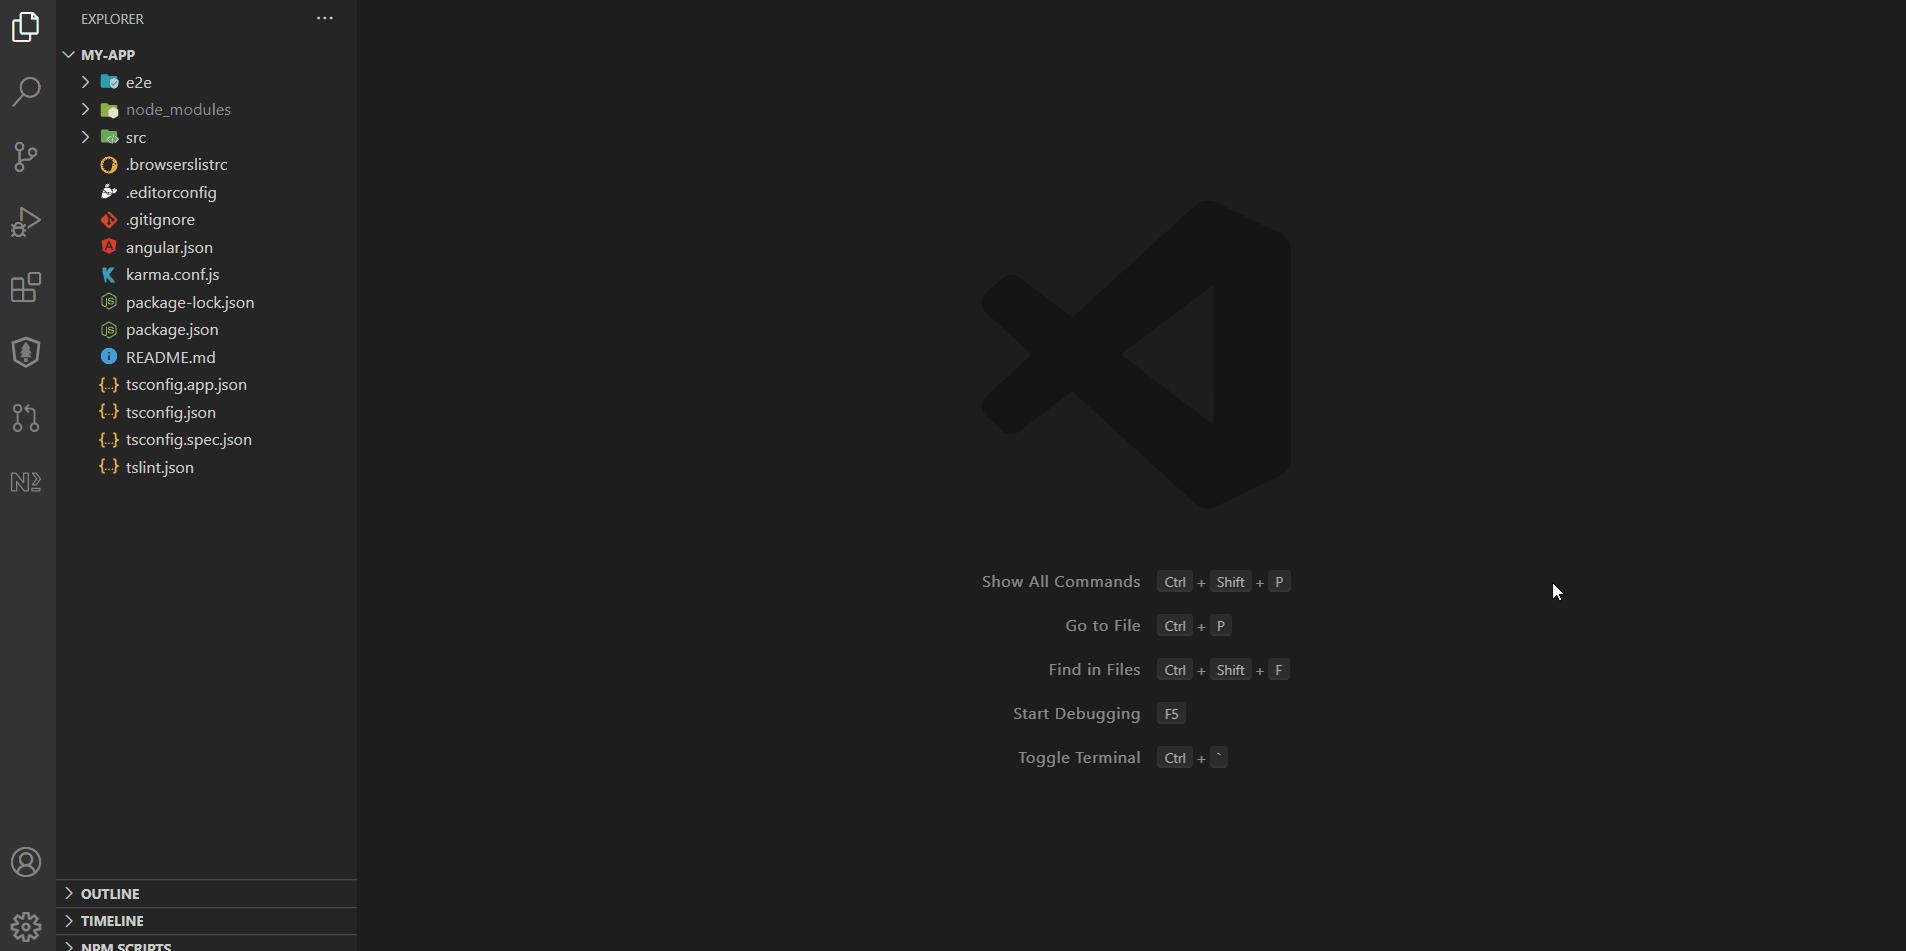 EXPLORER
MY-APP
e2e
node_modules
src
.browserslistrc
.editorconfig
.gitignore
angular.json
karma.conf.js
package-lock.json
package.json
README.md
tsconfig.app.json
tsconfig.json
tsconfig.spec.json
tslint.json
OUTLINE
TIMELINE
NPM SCRIPTS
Show All Commands Ctrl + Shift + P
Go to File Ctrl + P
Find in Files Ctrl + Shift + F
Start Debugging F5
Toggle Terminal Ctrl + `